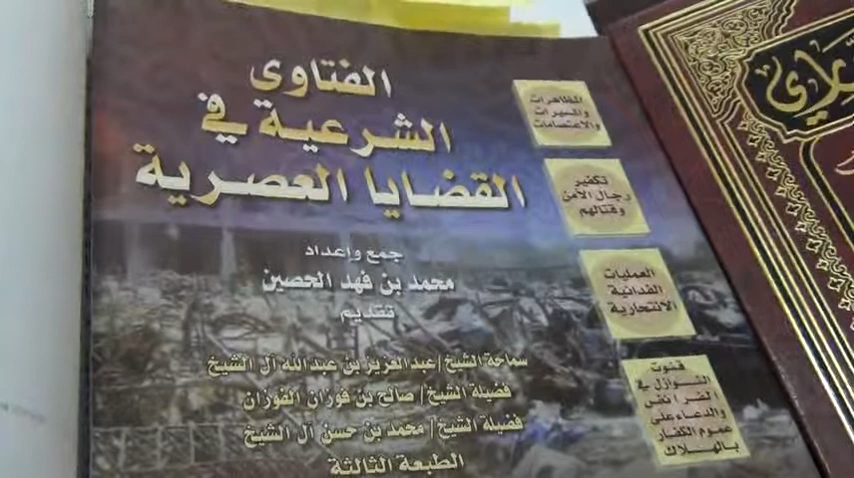 الفتاوى
الشرعية في
القضايا العصرية
جمع وإعداد
محمد بن فهد الحصين
تقديم
سماحة الشيخ/عبدالعزيز بن عبدالله آل الشيخ
فضيلة الشيخ/ صالح بن فوزان الفوزان
فضيلة الشيخ/ محمد بن حسن آل الشيخ
الطبعة الثالثة
المظاهرات
والمسيرات
والاعتصامات
تكفير
رجال الأمن
وقتالهم
العمليات
الفدائية
الانتحارية
قنوت
النوازل في
الفرائض
والدعاء على
عموم الكفار
بالهلاك